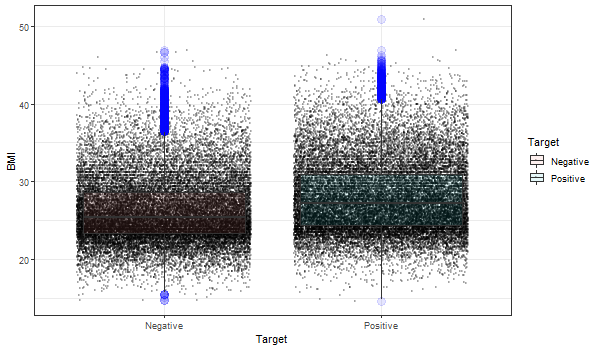 50
40
30
20
BMI
Negative
Positive
Target
Target
Negative
Positive